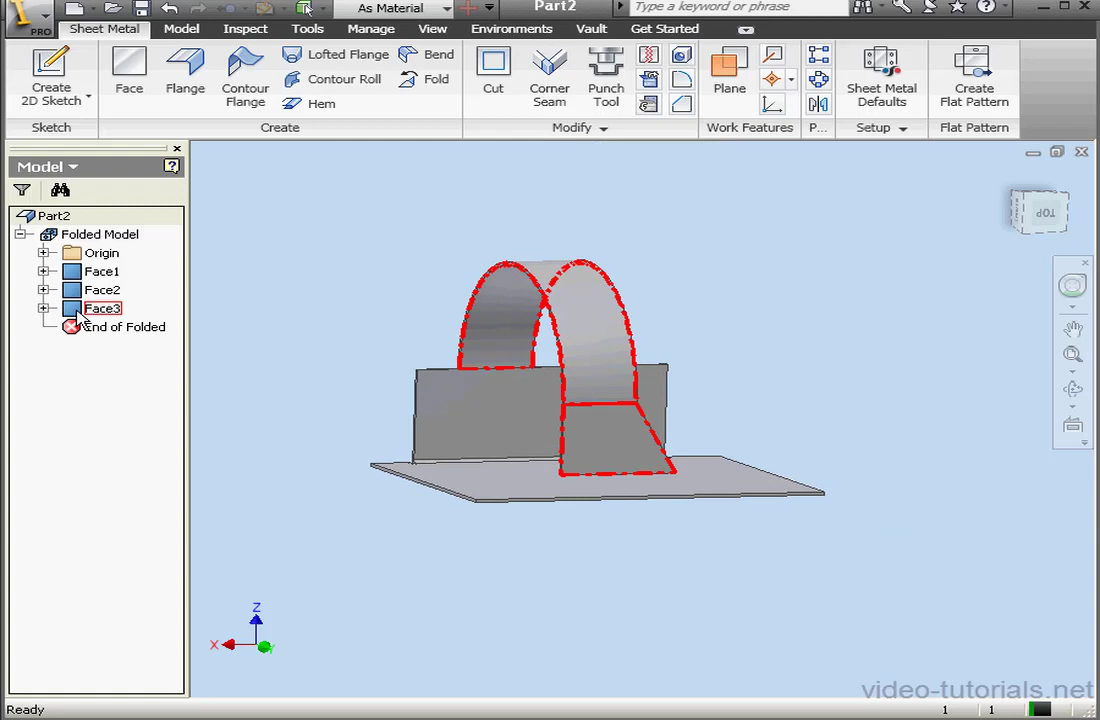 As Material
Part2
Type a keyword or phrase
PRO
Sheet Metal
Model
Inspect
Tools
Manage
View
Environments
Vault
Get Started
Create
2D Sketch
Face
Flange
Contour
Flange
Lofted Flange
Contour Roll
Hem
Bend
Fold
Cut
Corner
Seam
Punch
Tool
Plane
Sheet Metal
Defaults
Create
Flat Pattern
Sketch
Create
Modify
Work Features
P...
Setup
Flat Pattern
Model
Part2
Folded Model
Origin
Face1
Face2
Face3
End of Folded
TOP
Z
X
Y
video-tutorials.net
Ready
1
1